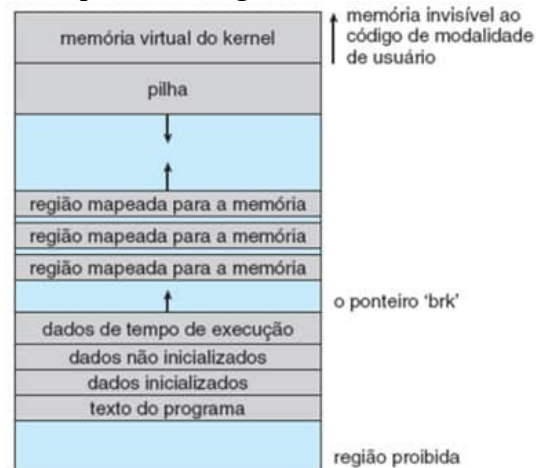 memória virtual do kernel
memória invisível ao
código de modalidade
de usuário
pilha
região mapeada para a memória
região mapeada para a memória
região mapeada para a memória
o ponteiro 'brk'
dados de tempo de execução
dados não inicializados
dados inicializados
texto do programa
região proibida